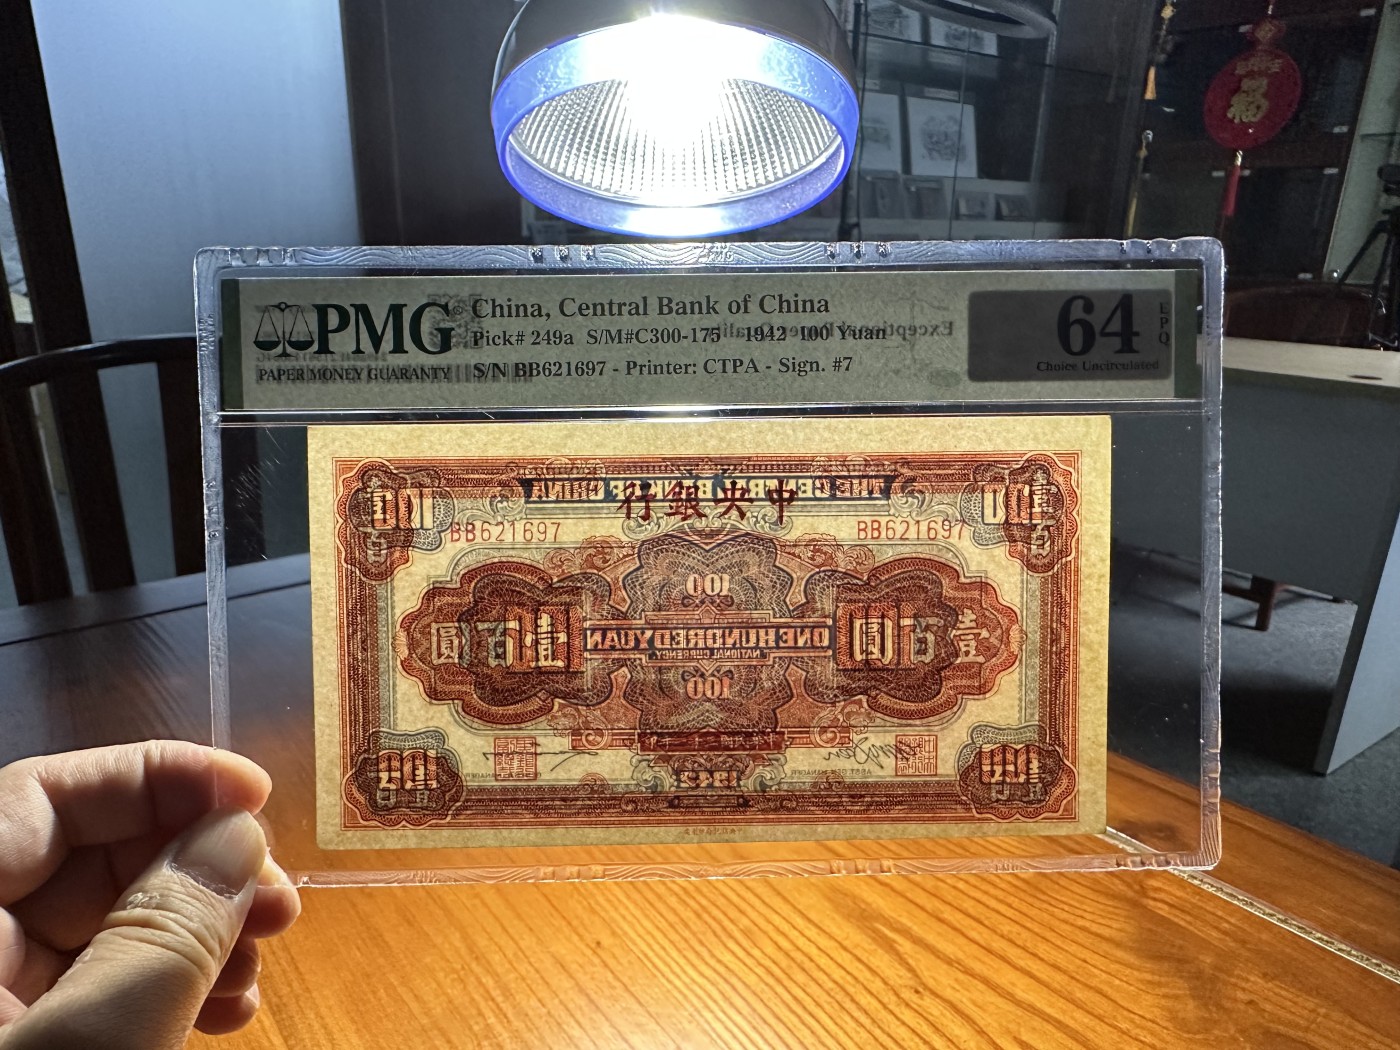 PMG
PAPER MONEY GUARANTY
China, Central Bank of China
Pick# 249a S/M#C300-175 1942 100 Yuan
S/N BB621697 - Printer: CTPA - Sign. #7
64
EPQ
Choice Uncirculated
Exceptional
行銀央中
BB621697 BB621697
100
圓百壹 ONE HUNDRED YUAN 圓百壹
NATIONAL CURRENCY
100
1942
福